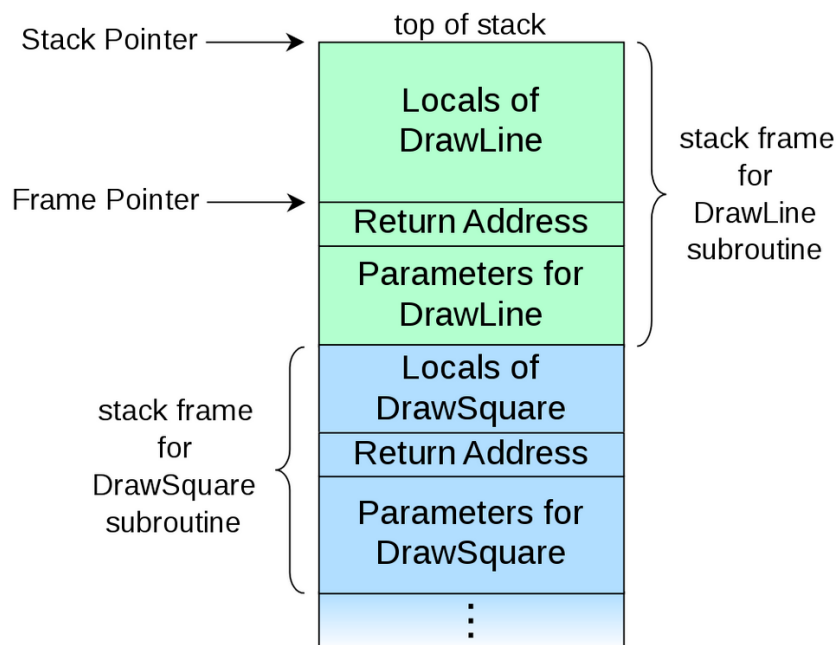 top of stack
Stack Pointer
Locals of
DrawLine
stack frame
for
DrawLine
subroutine
Frame Pointer
Return Address
Parameters for
DrawLine
Locals of
DrawSquare
stack frame
for
DrawSquare
subroutine
Return Address
Parameters for
DrawSquare